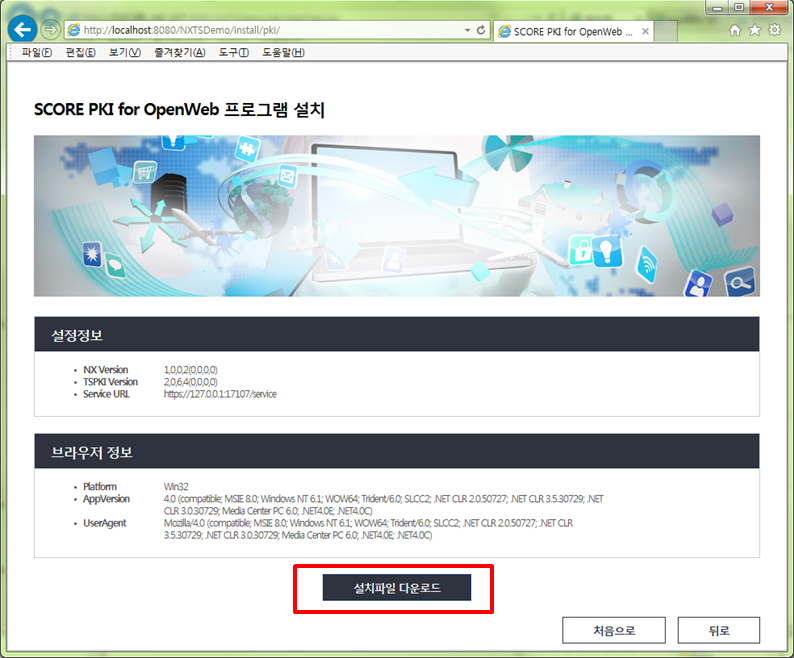 http://localhost:8080/NXTSDemo/install/pki/
SCORE PKI for OpenWeb ...
파일(F) 편집(E) 보기(V) 즐겨찾기(A) 도구(T) 도움말(H)
SCORE PKI for OpenWeb 프로그램 설치
설정정보
• NX Version 1,0,0,2(0,0,0,0)
• TSPKI Version 2,0,6,4(0,0,0,0)
• Service URL https://127.0.0.1:17107/service
브라우저 정보
• Platform Win32
• AppVersion 4.0 (compatible; MSIE 8.0; Windows NT 6.1; WOW64; Trident/6.0; SLCC2; .NET CLR 2.0.50727; .NET CLR 3.5.30729; .NET
CLR 3.0.30729; Media Center PC 6.0; .NET4.0E; .NET4.0C)
• UserAgent Mozilla/4.0 (compatible; MSIE 8.0; Windows NT 6.1; WOW64; Trident/6.0; SLCC2; .NET CLR 2.0.50727; .NET CLR
3.5.30729; .NET CLR 3.0.30729; Media Center PC 6.0; .NET4.0E; .NET4.0C)
설치파일 다운로드
처음으로 뒤로